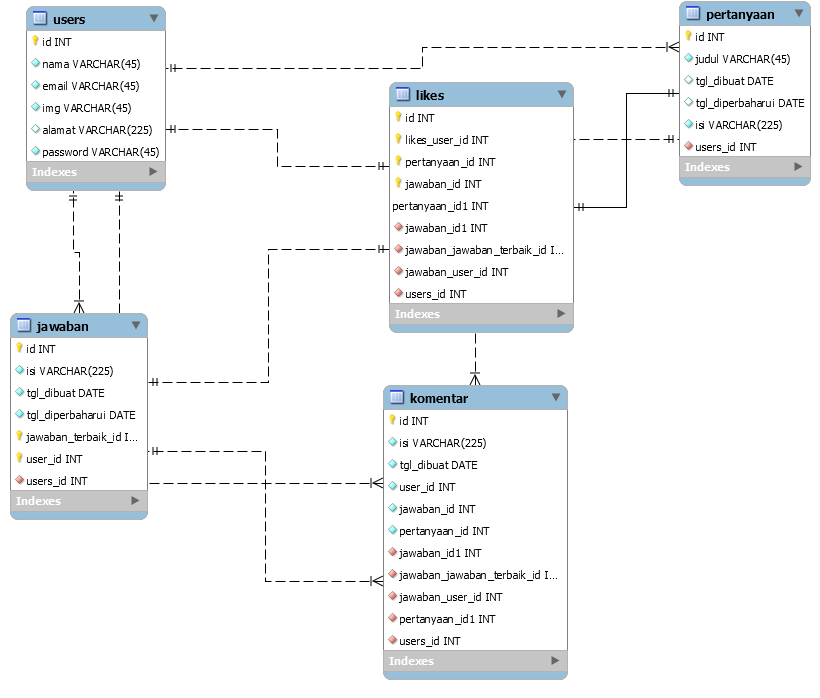 users
id INT
nama VARCHAR(45)
email VARCHAR(45)
img VARCHAR(45)
alamat VARCHAR(225)
password VARCHAR(45)
Indexes
pertanyaan
id INT
judul VARCHAR(45)
tgl_dibuat DATE
tgl_diperbaharui DATE
isi VARCHAR(225)
users_id INT
Indexes
likes
id INT
likes_user_id INT
pertanyaan_id INT
jawaban_id INT
pertanyaan_id1 INT
jawaban_id1 INT
jawaban_jawaban_terbaik_id I...
jawaban_user_id INT
users_id INT
Indexes
jawaban
id INT
isi VARCHAR(225)
tgl_dibuat DATE
tgl_diperbaharui DATE
jawaban_terbaik_id I...
user_id INT
users_id INT
Indexes
komentar
id INT
isi VARCHAR(225)
tgl_dibuat DATE
user_id INT
jawaban_id INT
pertanyaan_id INT
jawaban_id1 INT
jawaban_jawaban_terbaik_id I...
jawaban_user_id INT
pertanyaan_id1 INT
users_id INT
Indexes